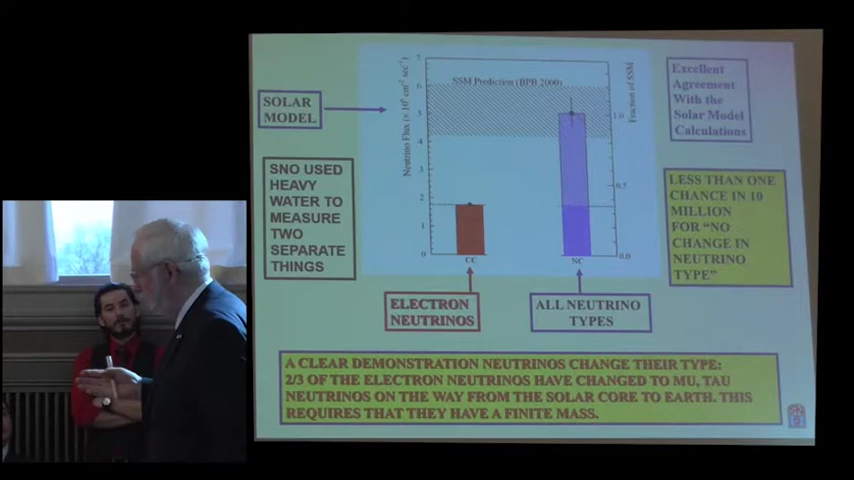 SSM Prediction (BPB 2000)
Neutrino Flux (× 10⁶ cm⁻² sec⁻¹)
7
6
5
4
3
2
1
0
Fraction of SSM
1.0
0.5
0.0
CC
NC
SOLAR
MODEL
Excellent
Agreement
With the
Solar Model
Calculations
SNO USED
HEAVY
WATER TO
MEASURE
TWO
SEPARATE
THINGS
LESS THAN ONE
CHANCE IN 10
MILLION
FOR “NO
CHANGE IN
NEUTRINO
TYPE”
ELECTRON
NEUTRINOS
ALL NEUTRINO
TYPES
A CLEAR DEMONSTRATION NEUTRINOS CHANGE THEIR TYPE:
2/3 OF THE ELECTRON NEUTRINOS HAVE CHANGED TO MU, TAU
NEUTRINOS ON THE WAY FROM THE SOLAR CORE TO EARTH. THIS
REQUIRES THAT THEY HAVE A FINITE MASS.